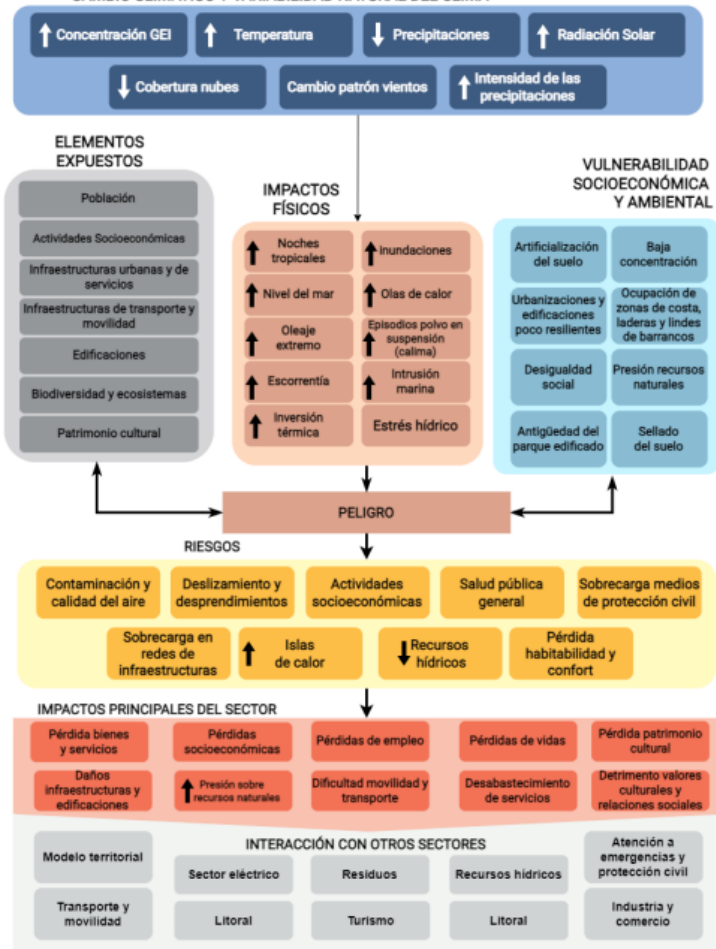 CAMBIO CLIMÁTICO Y VARIABILIDAD NATURAL DEL CLIMA
Concentración GEI
Temperatura
Precipitaciones
Radiación Solar
Cobertura nubes
Cambio patrón vientos
Intensidad de las
precipitaciones
ELEMENTOS
EXPUESTOS
Población
Actividades Socioeconómicas
Infraestructuras urbanas y de
servicios
Infraestructuras de transporte y
movilidad
Edificaciones
Biodiversidad y ecosistemas
Patrimonio cultural
IMPACTOS
FÍSICOS
Noches
tropicales
Inundaciones
Nivel del mar
Olas de calor
Oleaje
extremo
Episodios polvo en
suspensión
(calima)
Escorrentía
Intrusión
marina
Inversión
térmica
Estrés hídrico
VULNERABILIDAD
SOCIOECONÓMICA
Y AMBIENTAL
Artificialización
del suelo
Baja
concentración
Urbanizaciones y
edificaciones
poco resilientes
Ocupación de
zonas de costa,
laderas y lindes
de barrancos
Desigualdad
social
Presión recursos
naturales
Antigüedad del
parque edificado
Sellado
del suelo
PELIGRO
RIESGOS
Contaminación y
calidad del aire
Deslizamiento y
desprendimientos
Actividades
socioeconómicas
Salud pública
general
Sobrecarga medios
de protección civil
Sobrecarga en
redes de
infraestructuras
Islas
de calor
Recursos
hídricos
Pérdida
habitabilidad y
confort
IMPACTOS PRINCIPALES DEL SECTOR
Pérdida bienes
y servicios
Pérdidas
socioeconómicas
Pérdidas de empleo
Pérdidas de vidas
Pérdida patrimonio
cultural
Daños
infraestructuras y
edificaciones
Presión sobre
recursos naturales
Dificultad movilidad y
transporte
Desabastecimiento
de servicios
Detrimento valores
culturales y
relaciones sociales
INTERACCIÓN CON OTROS SECTORES
Modelo territorial
Sector eléctrico
Residuos
Recursos hídricos
Atención a
emergencias y
protección civil
Transporte y
movilidad
Litoral
Turismo
Litoral
Industria y
comercio